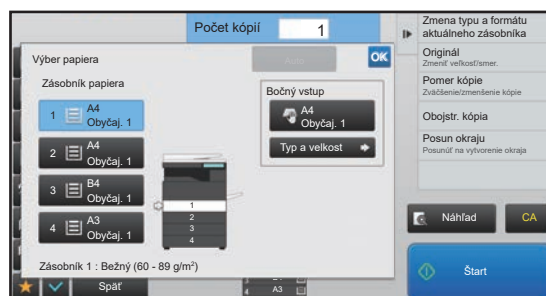 Počet kópií
1
Zmena typu a formátu
aktuálneho zásobníka
Originál
Zmeniť veľkosť/smer.
Pomer kópie
Zväčšenie/zmenšenie kópie
Obojstr. kópia
Posun okraju
Posunúť na vytvorenie okraja
Náhľad
CA
Štart
Výber papiera
Auto
OK
Zásobník papiera
1
A4
Obyčaj. 1
2
A4
Obyčaj. 1
3
B4
Obyčaj. 1
4
A3
Obyčaj. 1
1
2
3
4
Bočný vstup
A4
Obyčaj. 1
Typ a velkost
Zásobník 1 : Bežný (60 - 89 g/m²)
Späť
4
A3